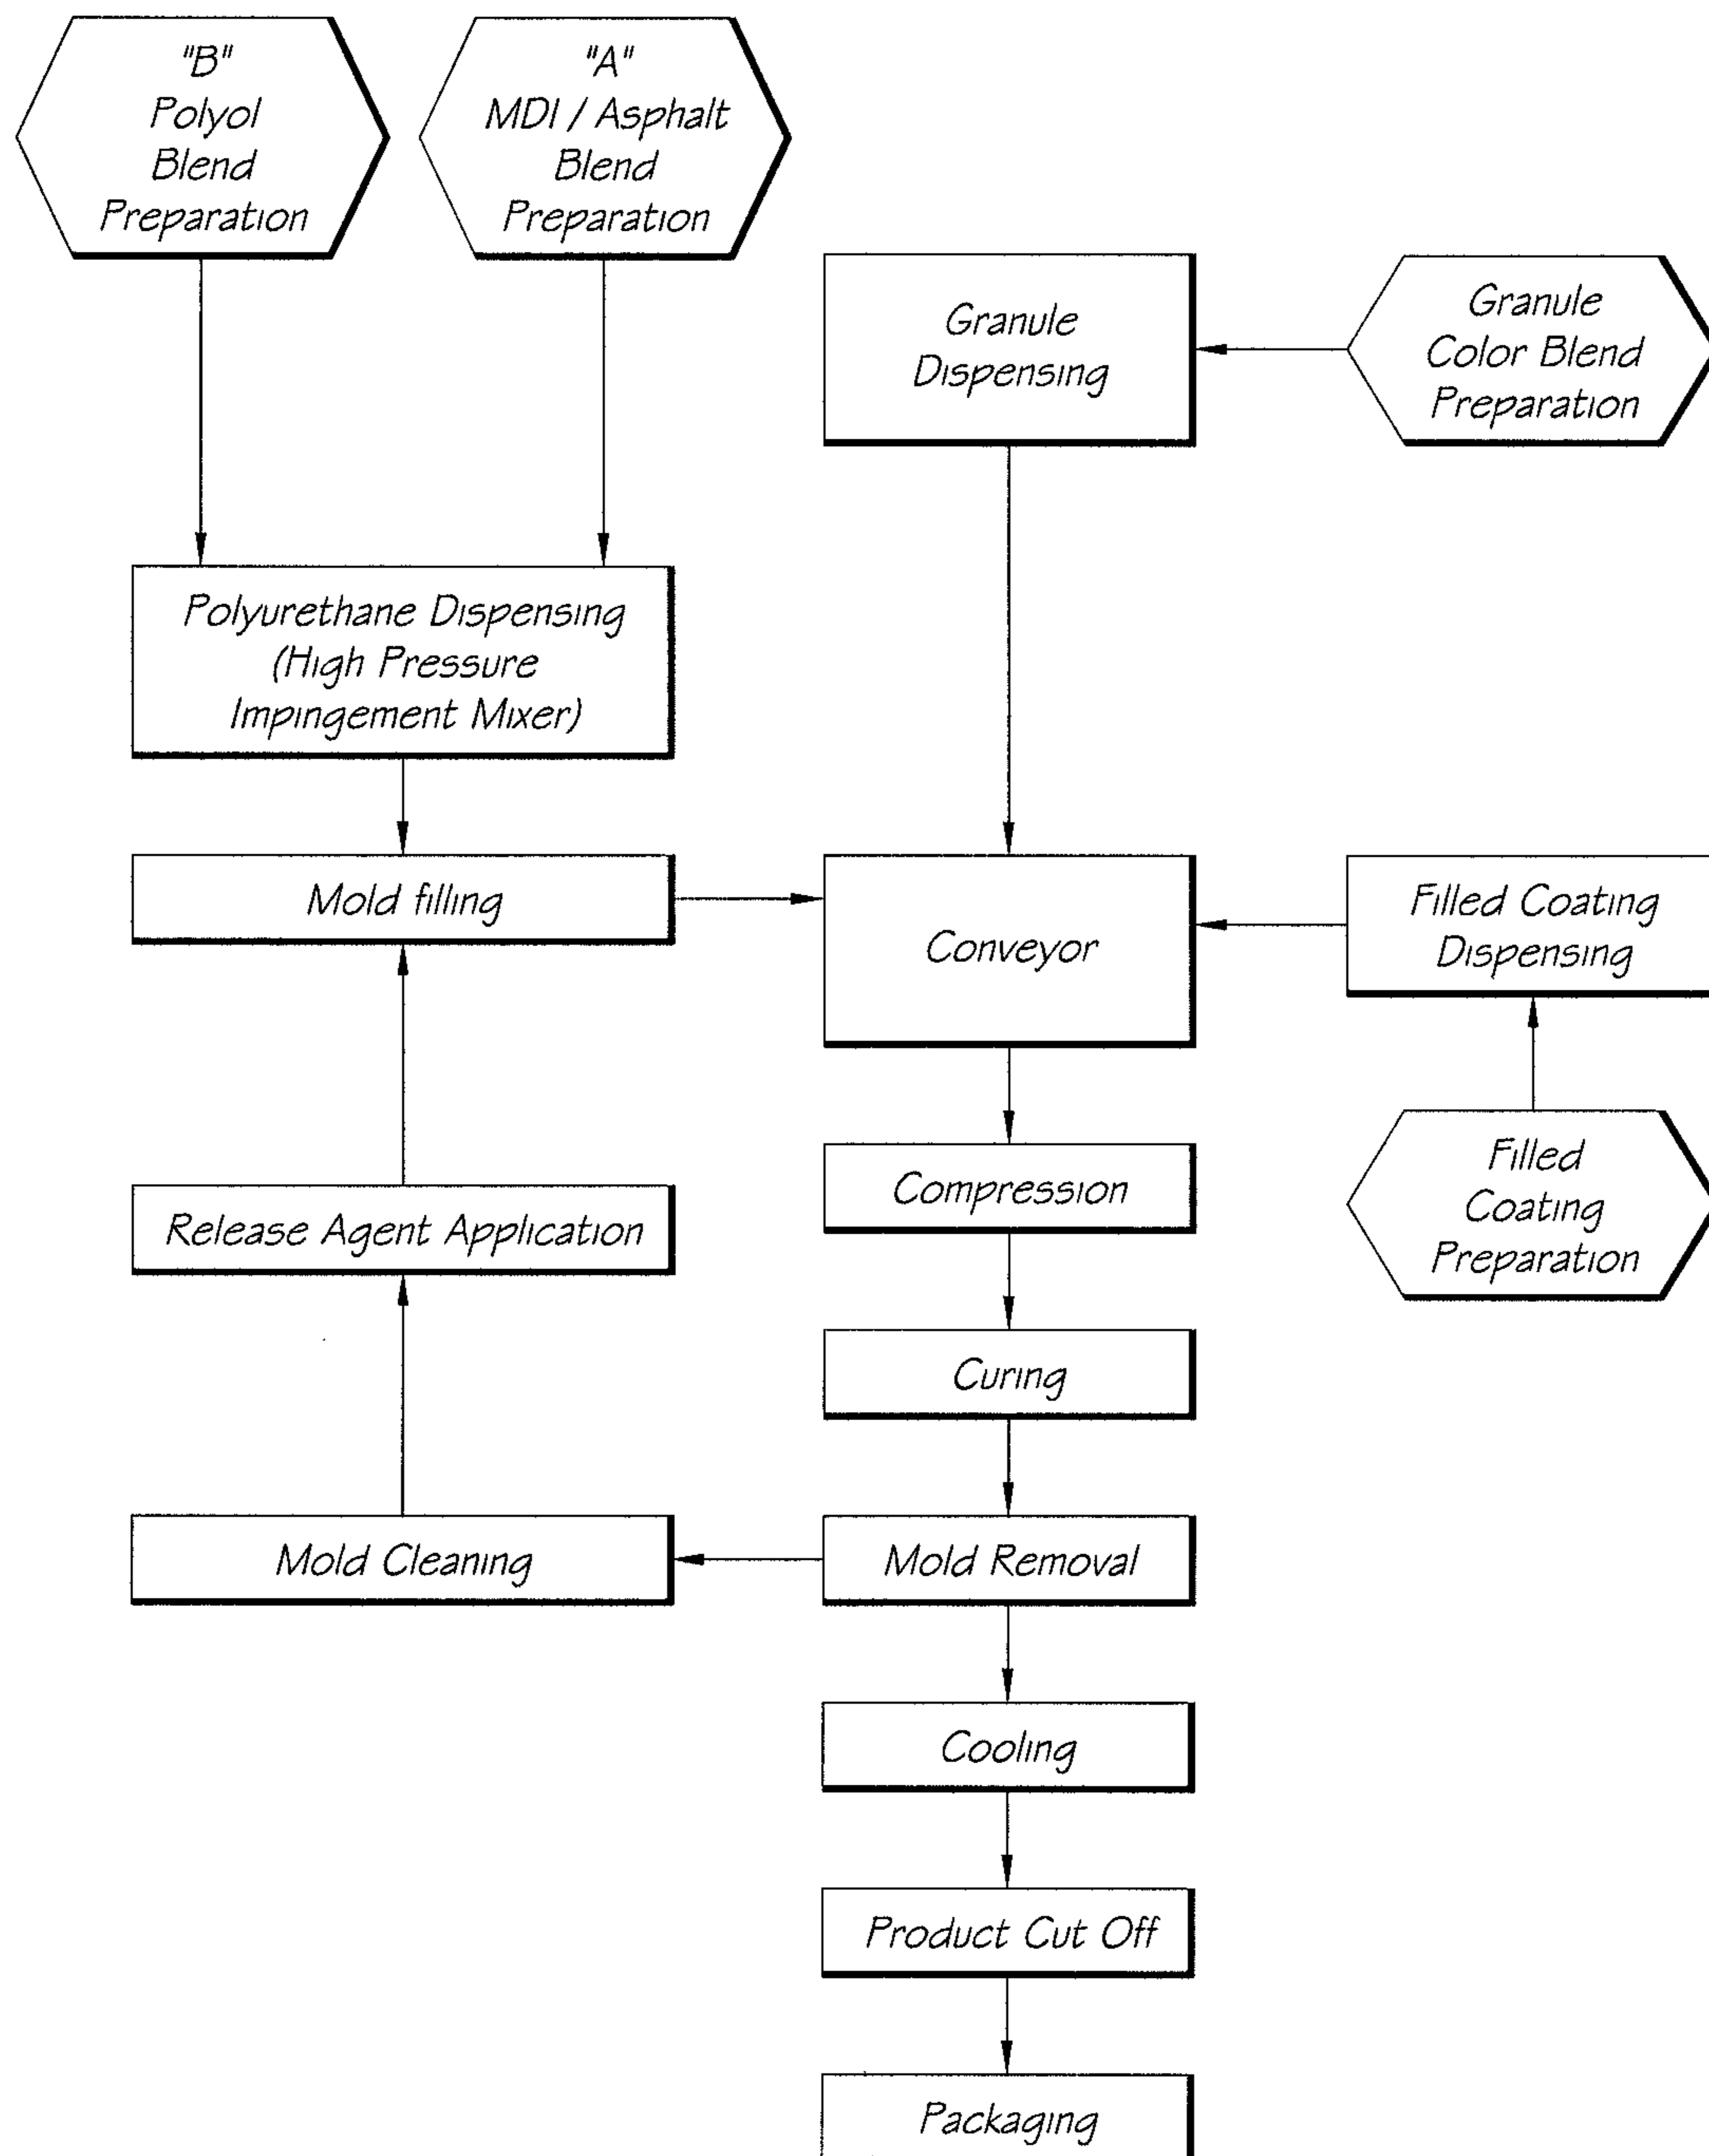 "B"
Polyol
Blend
Preparation
"A"
MDI / Asphalt
Blend
Preparation
Granule
Dispensing
Granule
Color Blend
Preparation
Polyurethane Dispensing
(High Pressure
Impingement Mixer)
Mold filling
Conveyor
Filled Coating
Dispensing
Compression
Filled
Coating
Preparation
Release Agent Application
Curing
Mold Cleaning
Mold Removal
Cooling
Product Cut Off
Packaging